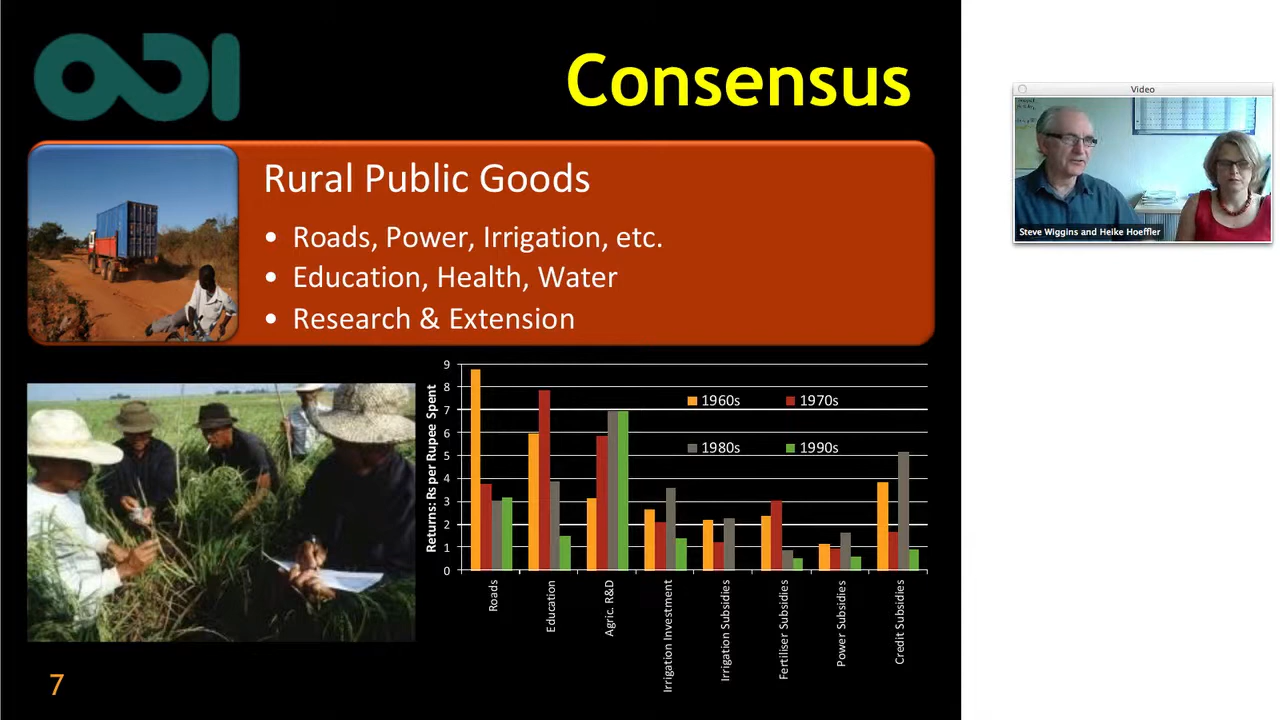 ODI
Consensus
Video
Steve Wiggins and Heike Hoeffler
Rural Public Goods
• Roads, Power, Irrigation, etc.
• Education, Health, Water
• Research & Extension
Returns: Rs per Rupee Spent
9
8
7
6
5
4
3
2
1
0
1960s
1970s
1980s
1990s
Roads
Education
Agric. R&D
Irrigation Investment
Irrigation Subsidies
Fertiliser Subsidies
Power Subsidies
Credit Subsidies
7